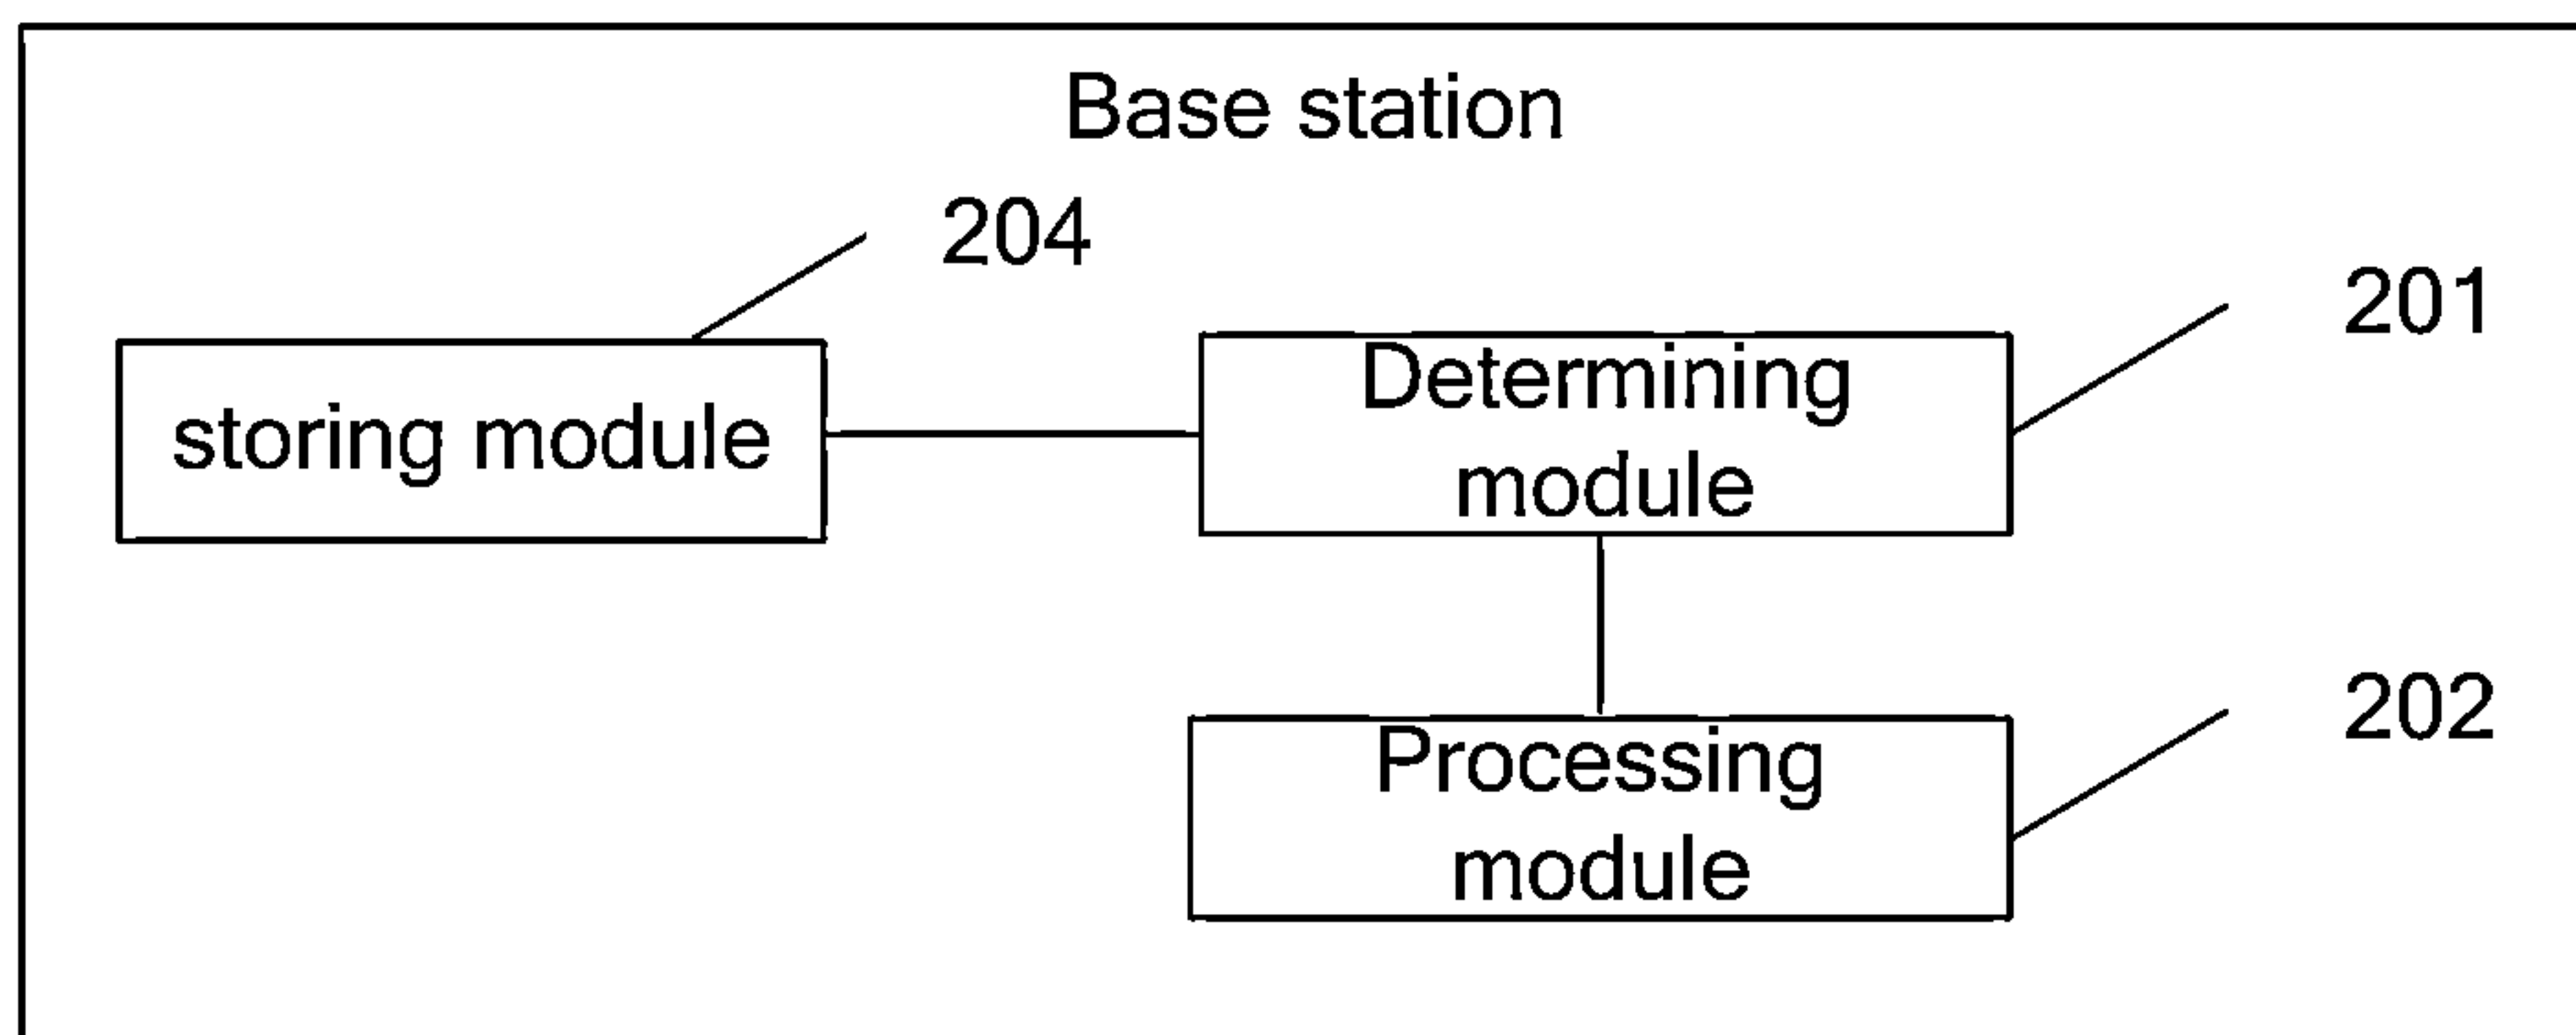 Base station
204
201
storing module
Determining
module
202
Processing
module